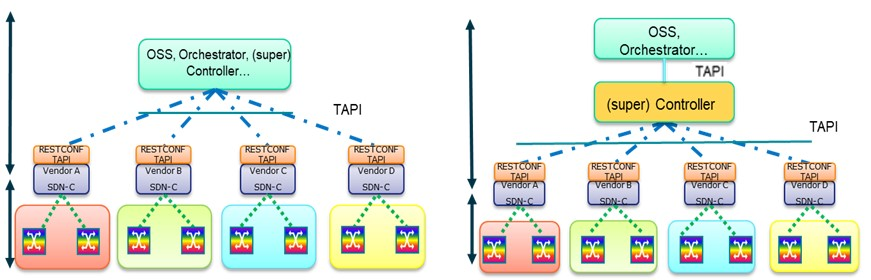 OSS, Orchestrator, (super)
Controller...
TAPI
RESTCONF
TAPI
Vendor A
SDN-C
RESTCONF
TAPI
Vendor B
SDN-C
RESTCONF
TAPI
Vendor C
SDN-C
RESTCONF
TAPI
Vendor D
SDN-C
OSS,
Orchestrator...
TAPI
(super) Controller
TAPI
RESTCONF
TAPI
Vendor A
SDN-C
RESTCONF
TAPI
Vendor B
SDN-C
RESTCONF
TAPI
Vendor C
SDN-C
RESTCONF
TAPI
Vendor D
SDN-C